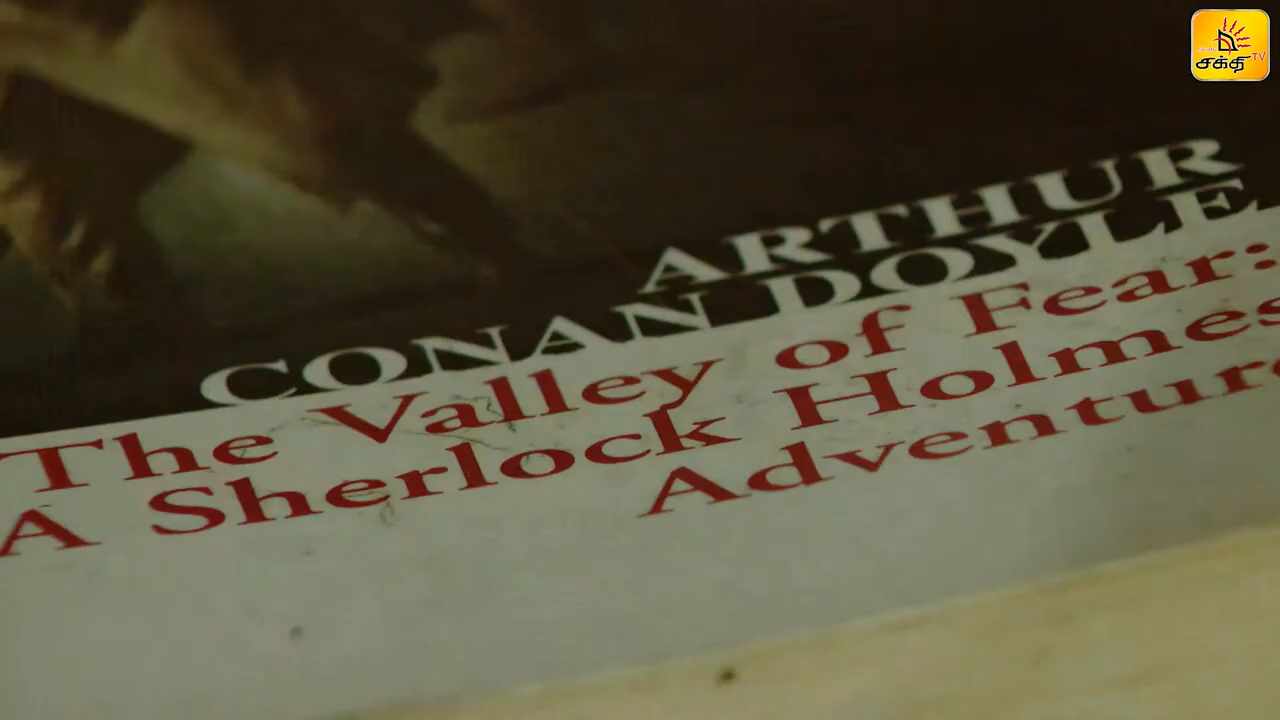 சக்தி TV
ARTHUR
CONAN DOYLE
The Valley of Fear:
A Sherlock Holmes
Adventure